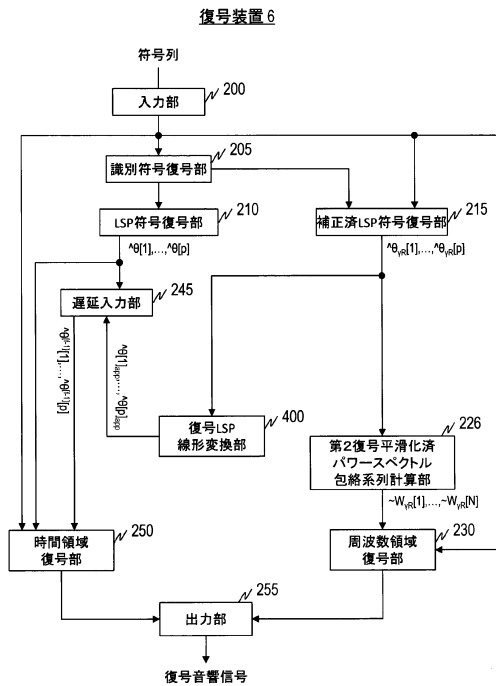 復号装置6
符号列
入力部
200
識別符号復号部
205
LSP符号復号部
210
補正済LSP符号復号部
215
^θ[1],...,^θ[p]
^θγR[1],...,^θγR[p]
遅延入力部
245
^θ[t-1][1],...,^θ[t-1][p]
^θ[1]app,...,^θ[p]app
復号LSP
線形変換部
400
第2復号平滑化済
パワースペクトル
包絡系列計算部
226
~WγR[1],...,~WγR[N]
時間領域
復号部
250
周波数領域
復号部
230
出力部
255
復号音響信号